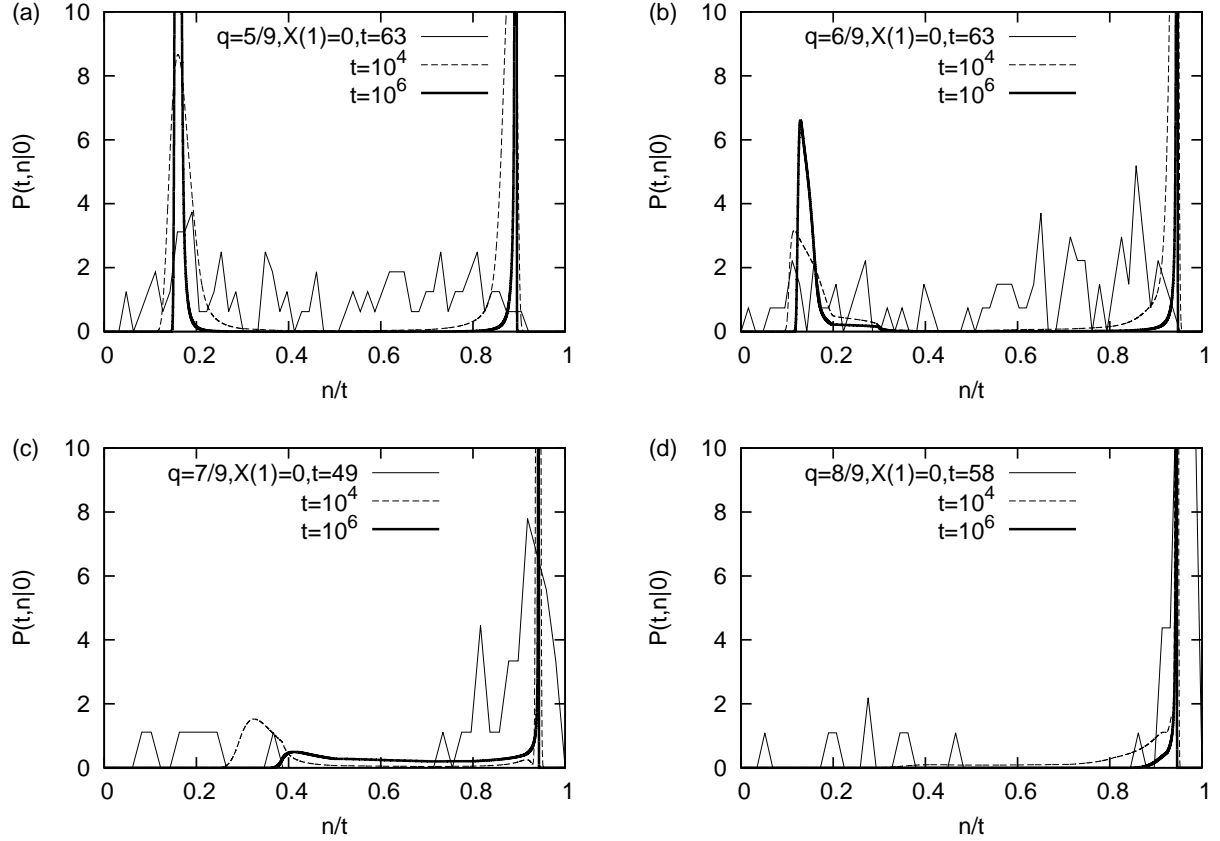 (a)
10
8
6
4
2
0
P(t,n|0)
q=5/9,X(1)=0,t=63
t=10^4
t=10^6
0 0.2 0.4 0.6 0.8 1
n/t
(b)
10
8
6
4
2
0
P(t,n|0)
q=6/9,X(1)=0,t=63
t=10^4
t=10^6
0 0.2 0.4 0.6 0.8 1
n/t
(c)
10
8
6
4
2
0
P(t,n|0)
q=7/9,X(1)=0,t=49
t=10^4
t=10^6
0 0.2 0.4 0.6 0.8 1
n/t
(d)
10
8
6
4
2
0
P(t,n|0)
q=8/9,X(1)=0,t=58
t=10^4
t=10^6
0 0.2 0.4 0.6 0.8 1
n/t